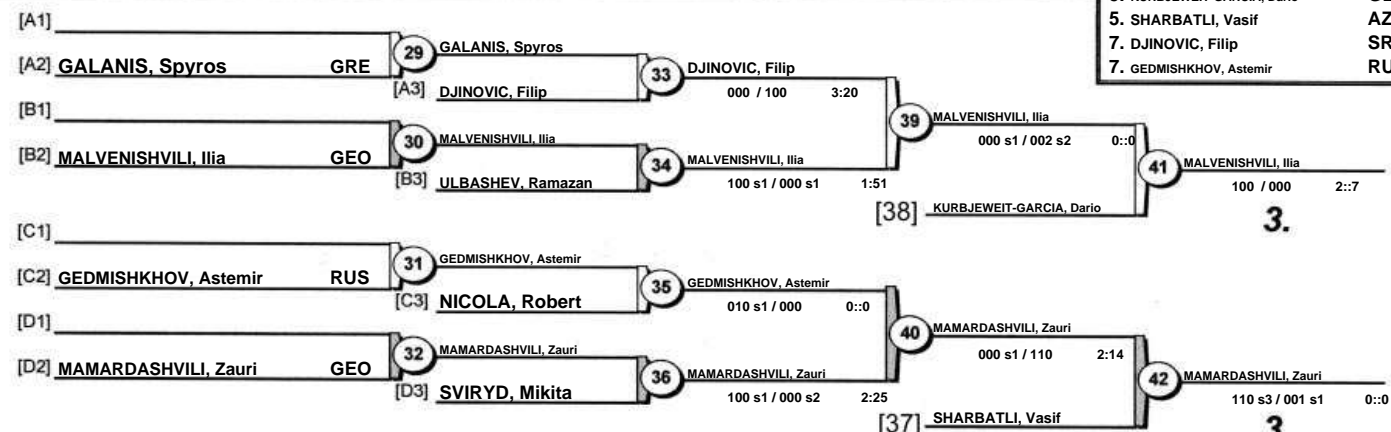 5. SHARBATLI, Vasif AZ
7. DJINOVIC, Filip SR
7. GEDMISHKHOV, Astemir RU
[A1]
[A2] GALANIS, Spyros GRE
29
GALANIS, Spyros
[A3] DJINOVIC, Filip
33
DJINOVIC, Filip
000 / 100 3:20
[B1]
[B2] MALVENISHVILI, Ilia GEO
30
MALVENISHVILI, Ilia
[B3] ULBASHEV, Ramazan
34
MALVENISHVILI, Ilia
100 s1 / 000 s1 1:51
39
MALVENISHVILI, Ilia
000 s1 / 002 s2 0::0
[38] KURBJEWEIT-GARCIA, Dario
41
MALVENISHVILI, Ilia
100 / 000 2::7
3.
[C1]
[C2] GEDMISHKHOV, Astemir RUS
31
GEDMISHKHOV, Astemir
[C3] NICOLA, Robert
35
GEDMISHKHOV, Astemir
010 s1 / 000 0::0
[D1]
[D2] MAMARDASHVILI, Zauri GEO
32
MAMARDASHVILI, Zauri
[D3] SVIRYD, Mikita
36
MAMARDASHVILI, Zauri
100 s1 / 000 s2 2:25
40
MAMARDASHVILI, Zauri
000 s1 / 110 2:14
[37] SHARBATLI, Vasif
42
MAMARDASHVILI, Zauri
110 s3 / 001 s1 0::0
3